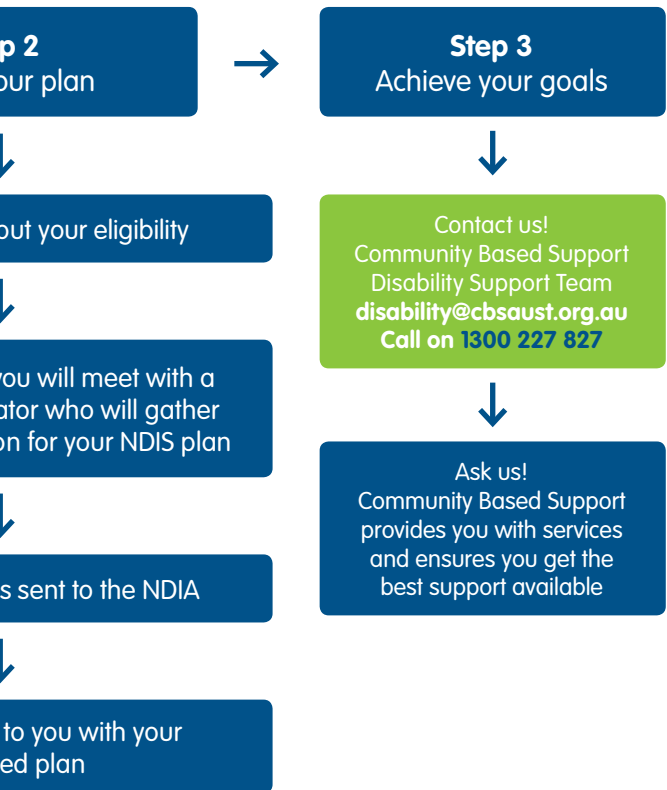 p 2
our plan
out your eligibility
you will meet with a
ator who will gather
on for your NDIS plan
s sent to the NDIA
to you with your
ed plan
Step 3
Achieve your goals
Contact us!
Community Based Support
Disability Support Team
disability@cbsaust.org.au
Call on 1300 227 827
Ask us!
Community Based Support
provides you with services
and ensures you get the
best support available